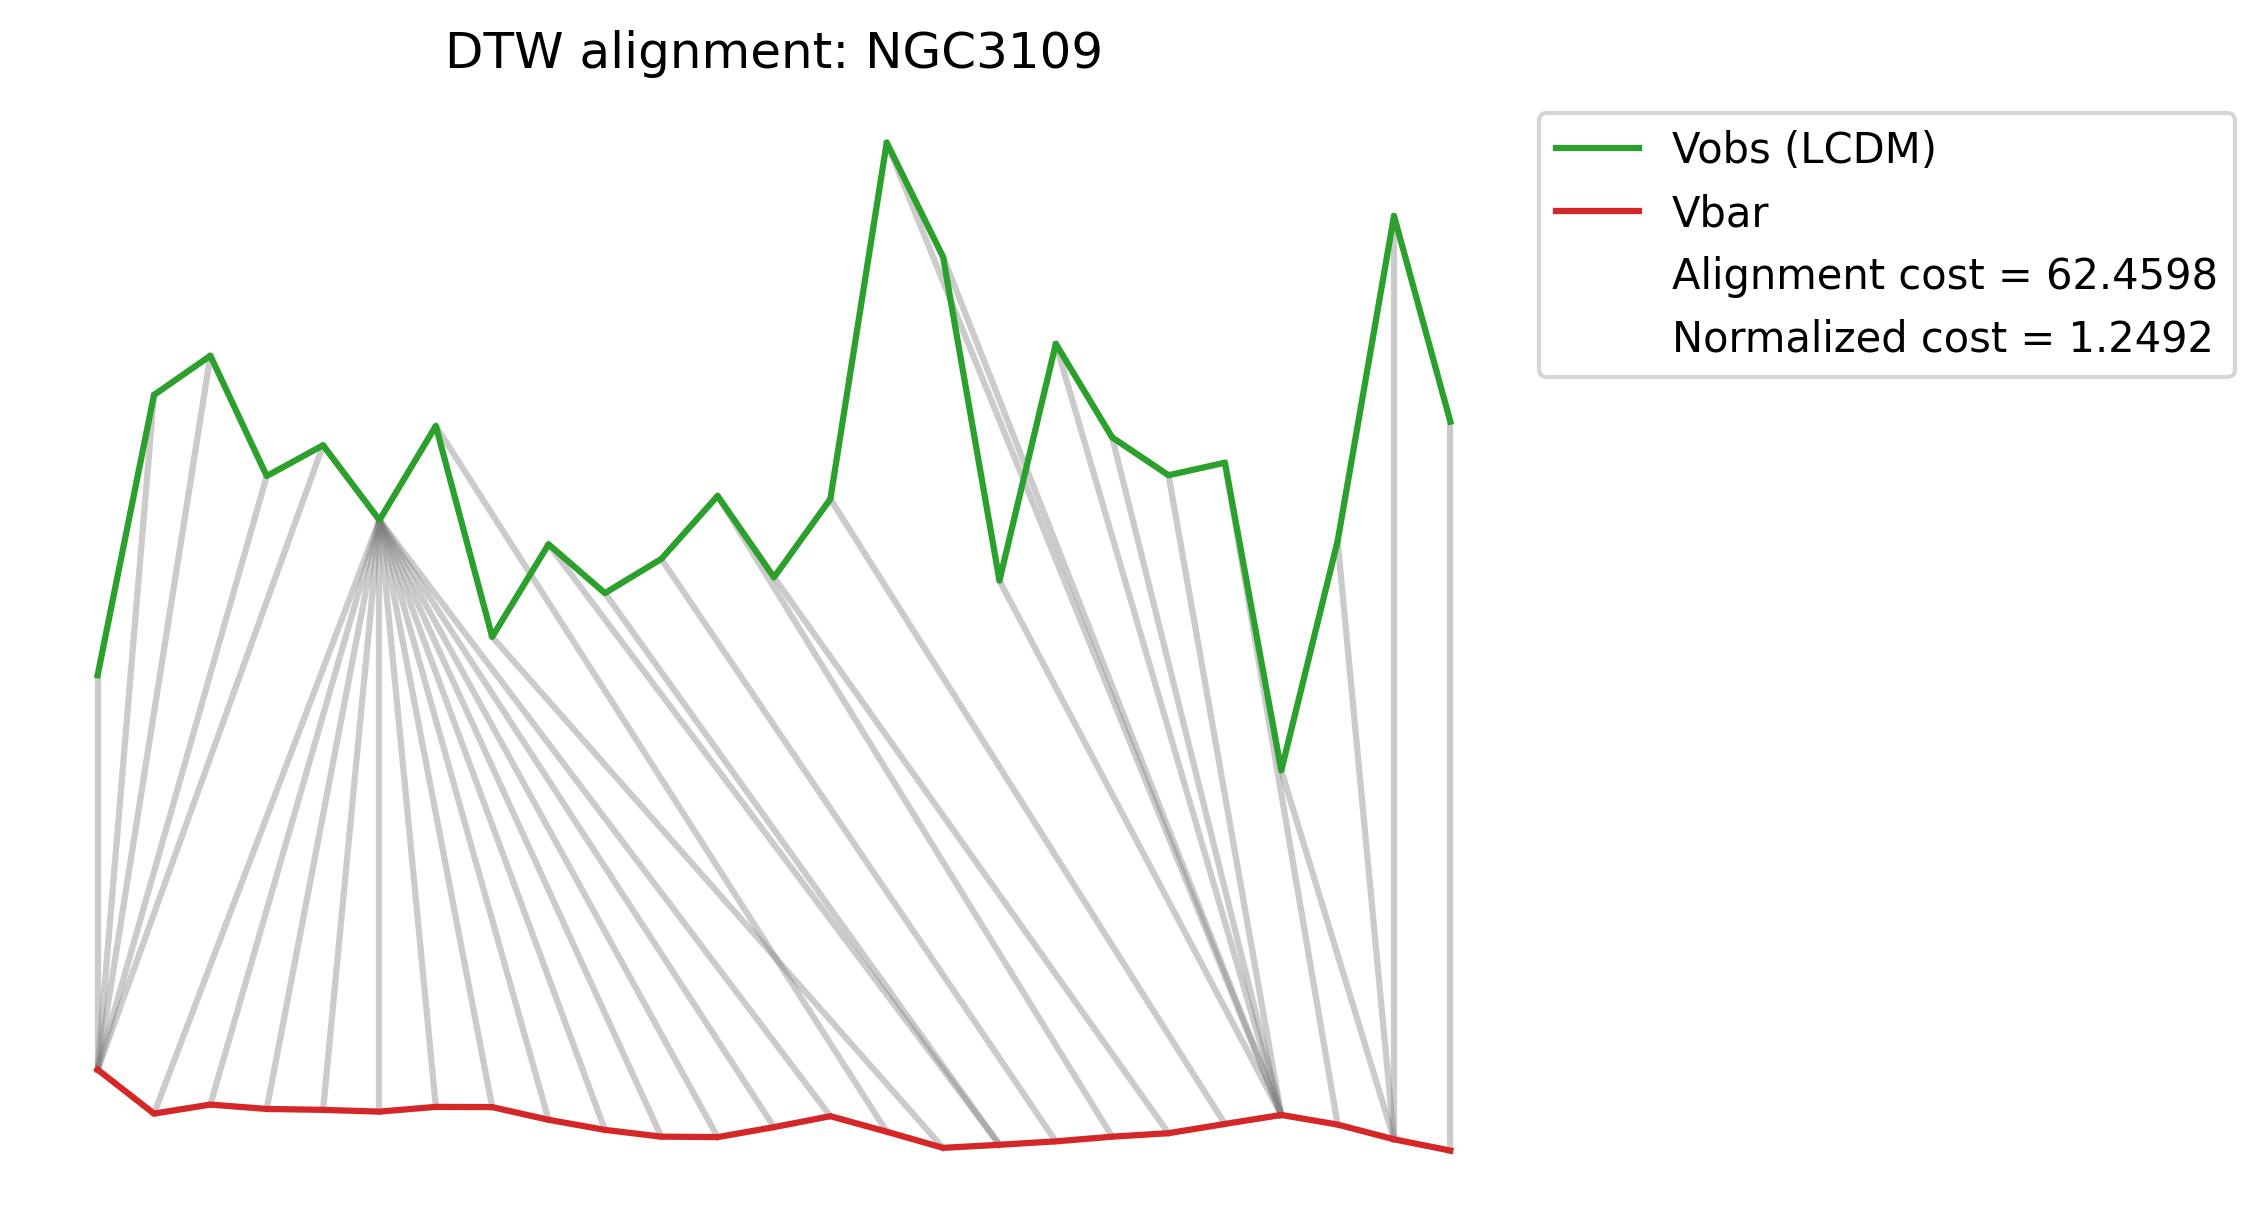 DTW alignment: NGC3109
Vobs (LCDM)
Vbar
Alignment cost = 62.4598
Normalized cost = 1.2492